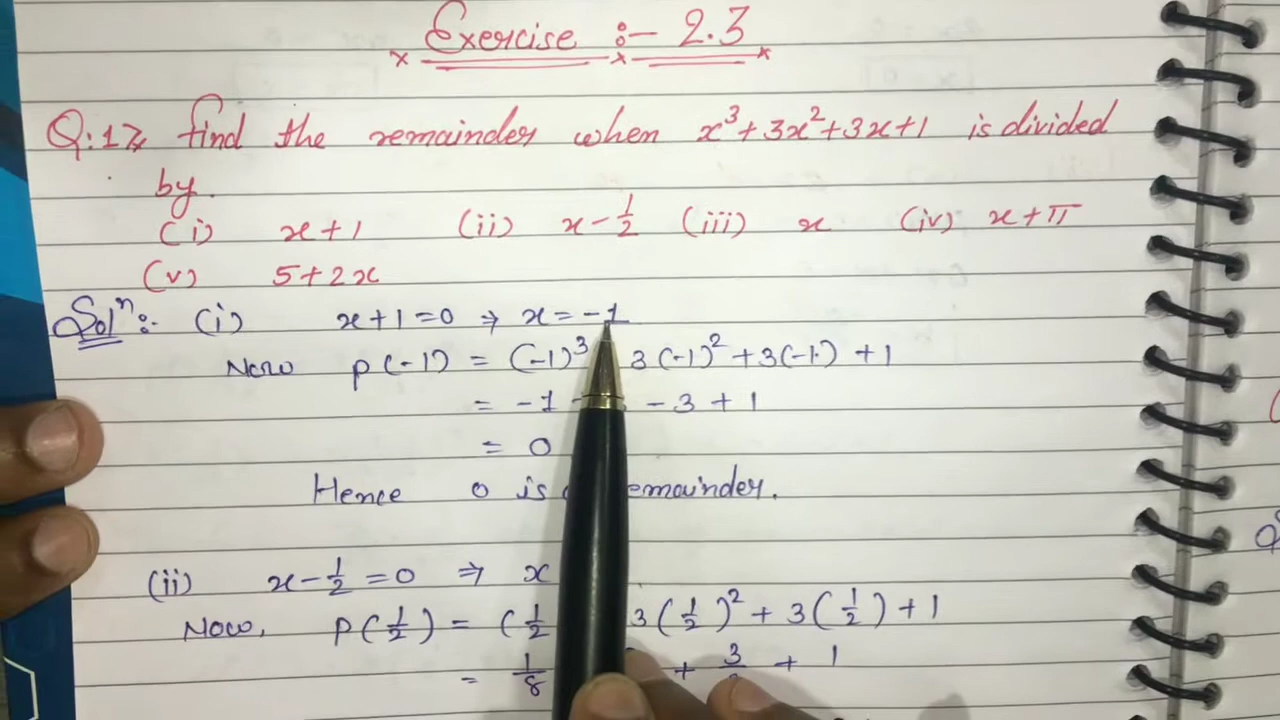 Exercise :- 2.3
Q:1 find the remainder when x³+3x²+3x+1 is divided
by.
(i) x+1 (ii) x-1/2 (iii) x (iv) x+π
(v) 5+2x
Solⁿ:- (i) x+1=0 ⇒ x=-1
Now P(-1) = (-1)³ 3(-1)²+3(-1)+1
= -1 -3+1
= 0
Hence 0 is remainder.
(ii) x-1/2=0 ⇒ x
Now, P(1/2) = (1/2 3(1/2)²+3(1/2)+1
= 1/8 + 3 + 1